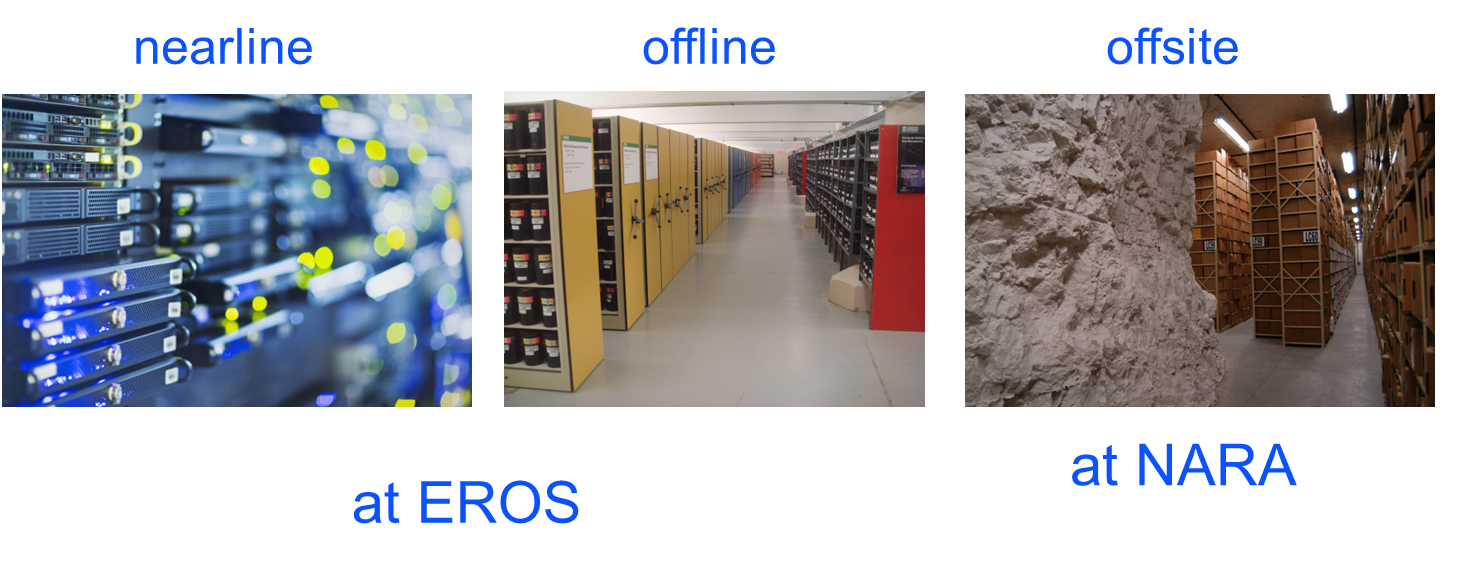 nearline
offline
offsite
at EROS
at NARA